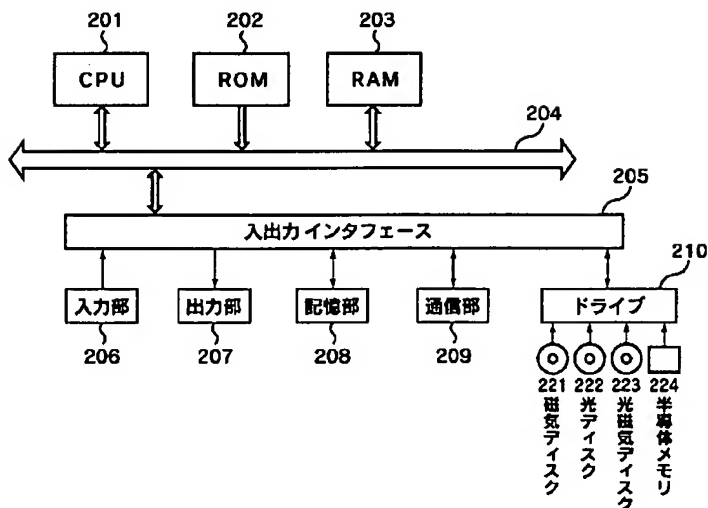 201
202
203
CPU
ROM
RAM
204
205
入出力インタフェース
210
入力部
出力部
記憶部
通信部
ドライブ
206
207
208
209
221
222
223
224
磁気ディスク
光ディスク
光磁気ディスク
半導体メモリ